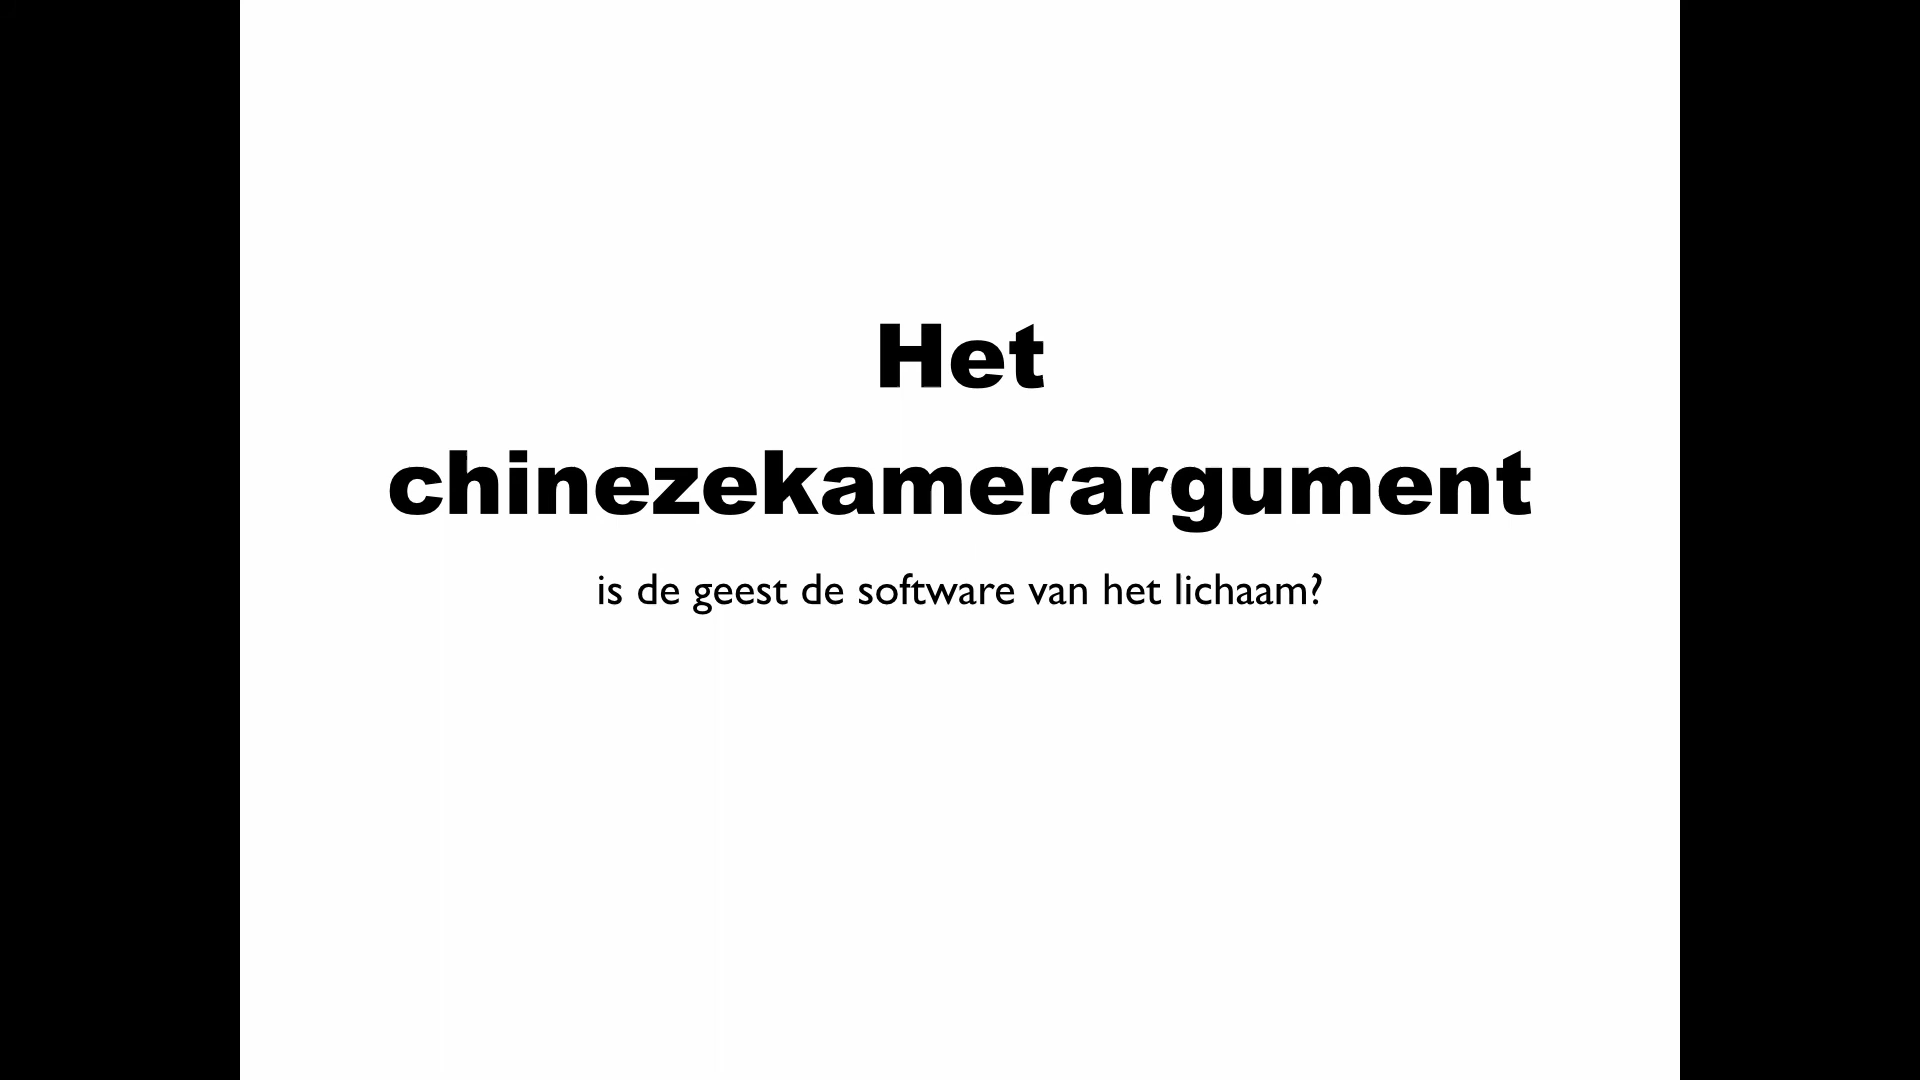 Het
chinezekamerargument
is de geest de software van het lichaam?